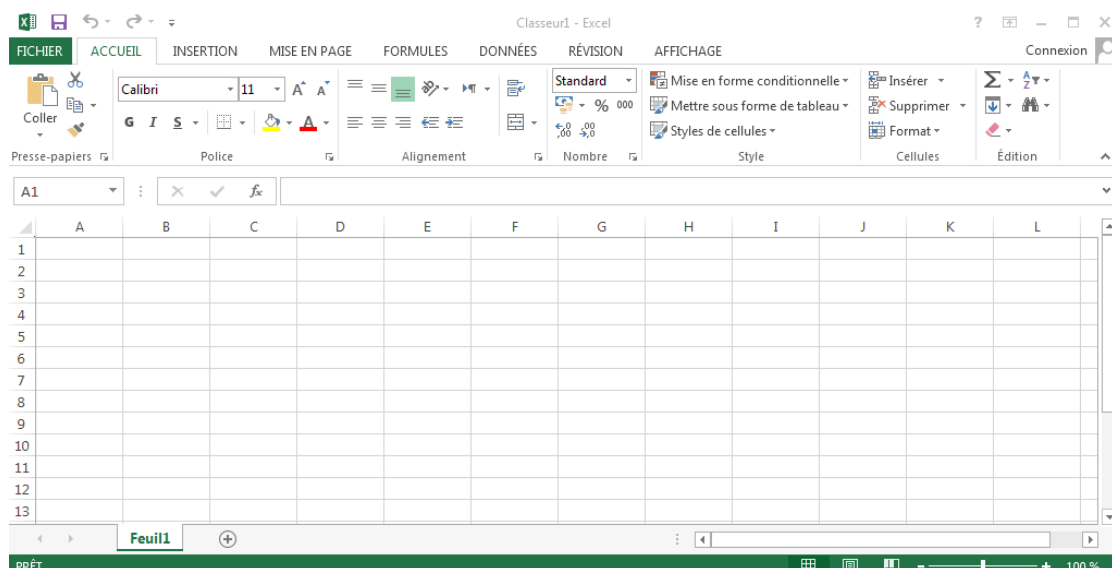 Classeur1 - Excel ?
FICHIER ACCUEIL INSERTION MISE EN PAGE FORMULES DONNÉES RÉVISION AFFICHAGE Connexion
Calibri 11 A A Standard Mise en forme conditionnelle Insérer Σ
Coller % 000 Mettre sous forme de tableau Supprimer
G I S A ,00 Styles de cellules Format
Presse-papiers Police Alignement Nombre Style Cellules Édition
A1 fx
A B C D E F G H I J K L
1
2
3
4
5
6
7
8
9
10
11
12
13
Feuil1
PRÊT 100 %